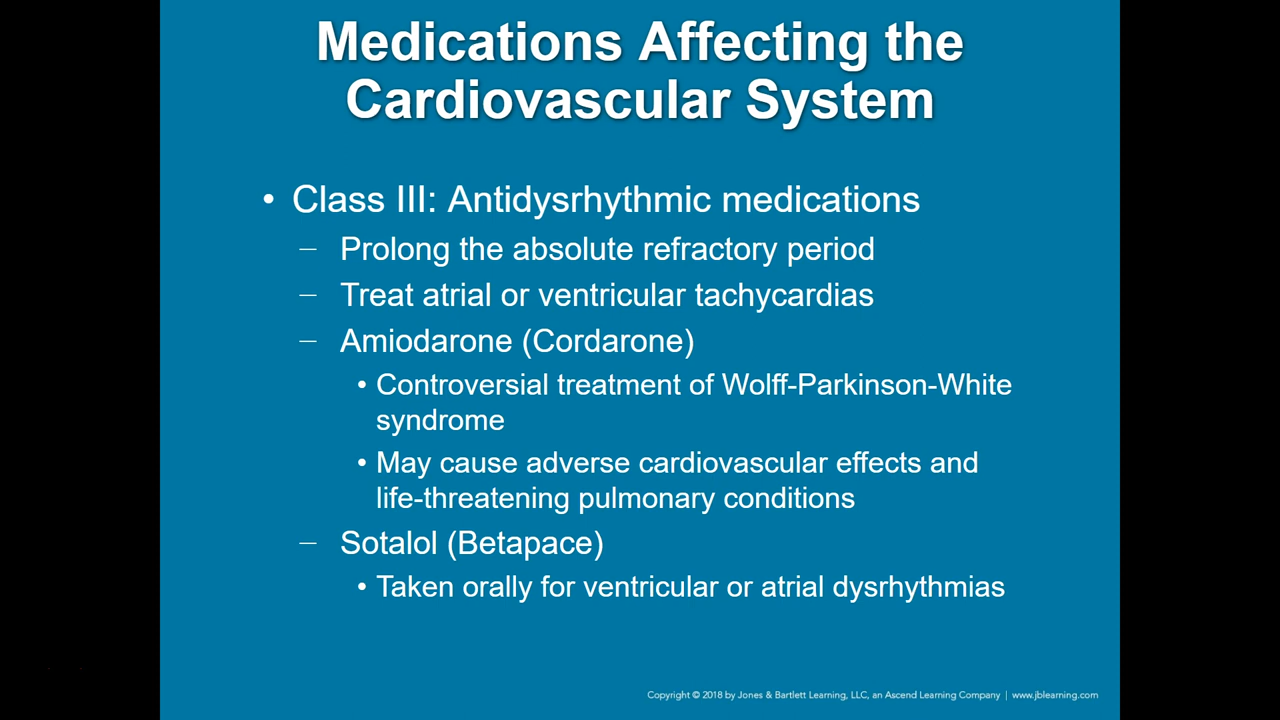 Medications Affecting the
Cardiovascular System
• Class III: Antidysrhythmic medications
– Prolong the absolute refractory period
– Treat atrial or ventricular tachycardias
– Amiodarone (Cordarone)
• Controversial treatment of Wolff-Parkinson-White
syndrome
• May cause adverse cardiovascular effects and
life-threatening pulmonary conditions
– Sotalol (Betapace)
• Taken orally for ventricular or atrial dysrhythmias
Copyright © 2018 by Jones & Bartlett Learning, LLC, an Ascend Learning Company | www.jblearning.com